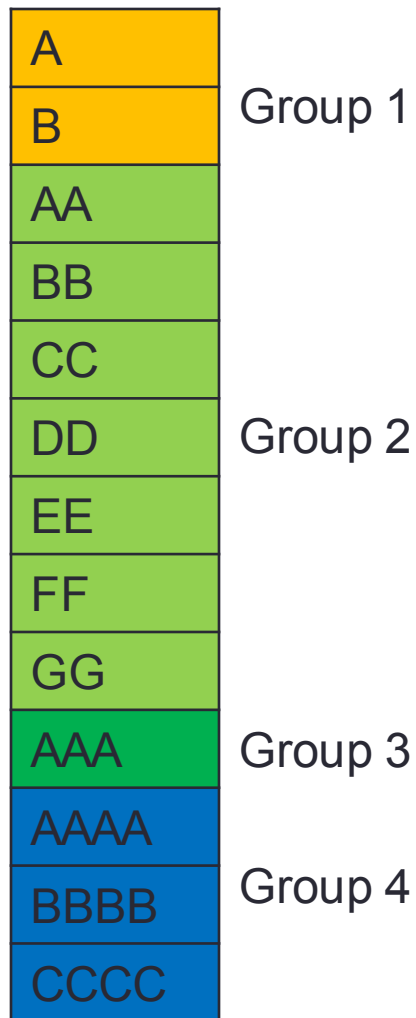 A
B
Group 1
AA
BB
CC
DD
Group 2
EE
FF
GG
AAA
Group 3
AAAA
BBBB
Group 4
CCCC